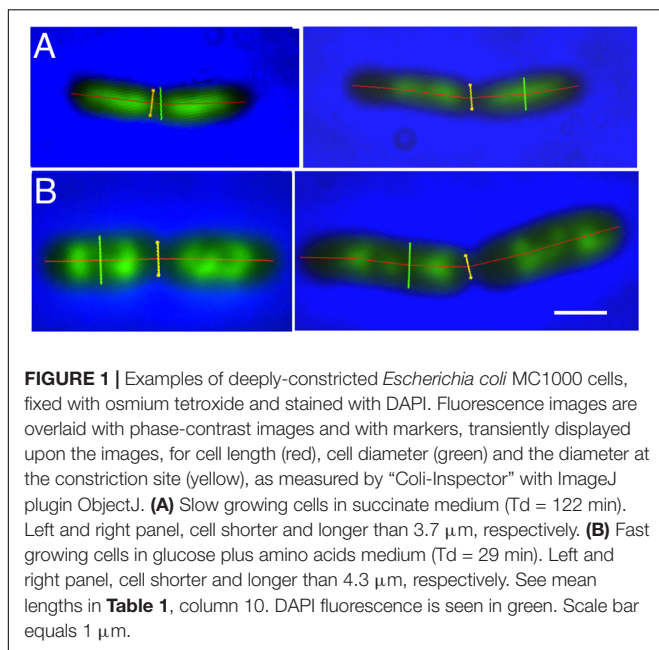 A
B
FIGURE 1 | Examples of deeply-constricted Escherichia coli MC1000 cells,
fixed with osmium tetroxide and stained with DAPI. Fluorescence images are
overlaid with phase-contrast images and with markers, transiently displayed
upon the images, for cell length (red), cell diameter (green) and the diameter at
the constriction site (yellow), as measured by “Coli-Inspector” with ImageJ
plugin ObjectJ. (A) Slow growing cells in succinate medium (Td = 122 min).
Left and right panel, cell shorter and longer than 3.7 μm, respectively. (B) Fast
growing cells in glucose plus amino acids medium (Td = 29 min). Left and
right panel, cell shorter and longer than 4.3 μm, respectively. See mean
lengths in Table 1, column 10. DAPI fluorescence is seen in green. Scale bar
equals 1 μm.